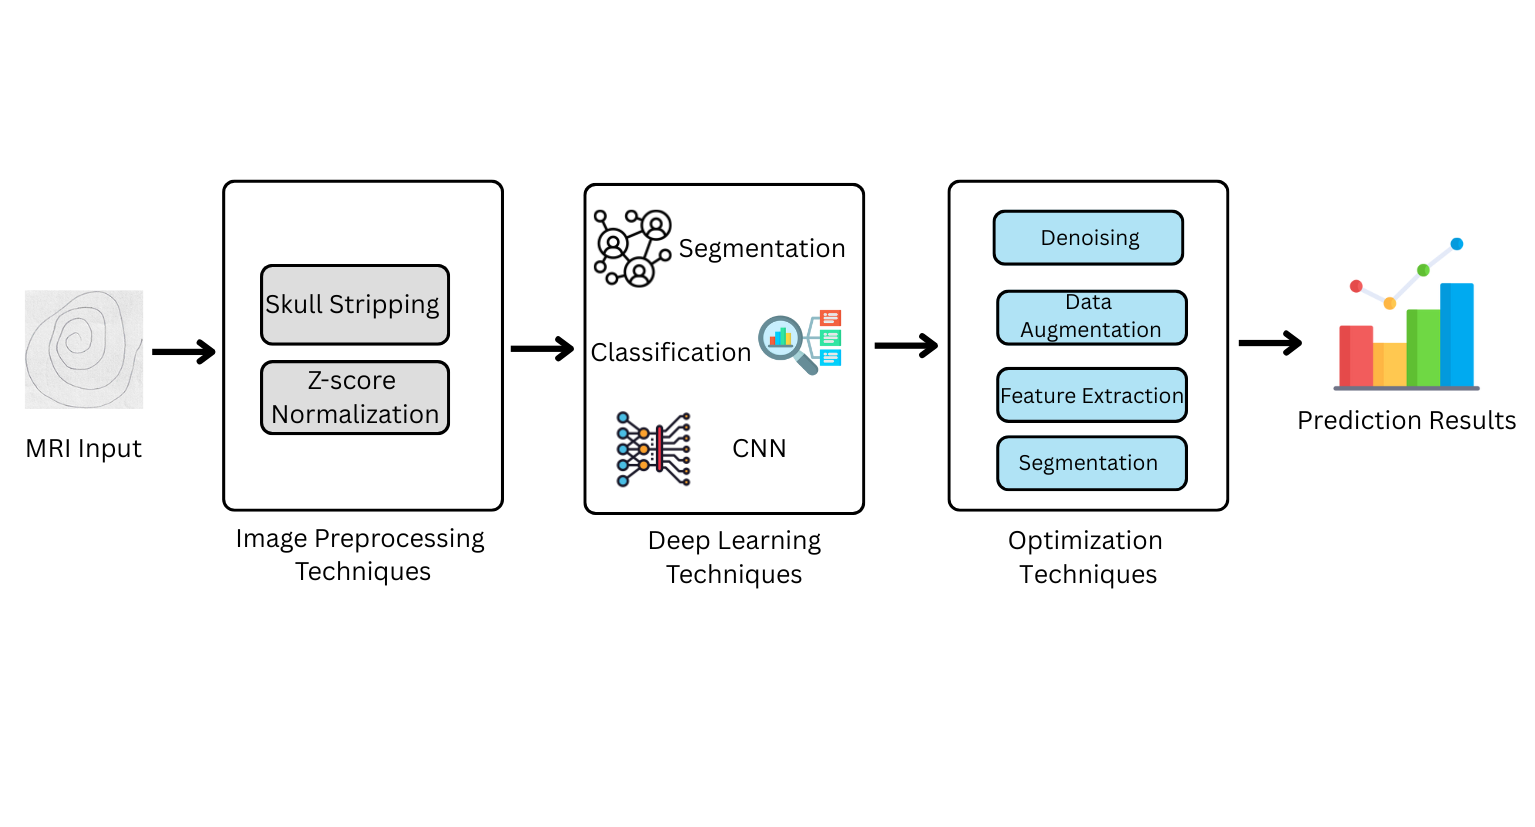 MRI Input
Skull Stripping
Z-score
Normalization
Image Preprocessing
Techniques
Segmentation
Classification
CNN
Deep Learning
Techniques
Denoising
Data
Augmentation
Feature Extraction
Segmentation
Optimization
Techniques
Prediction Results